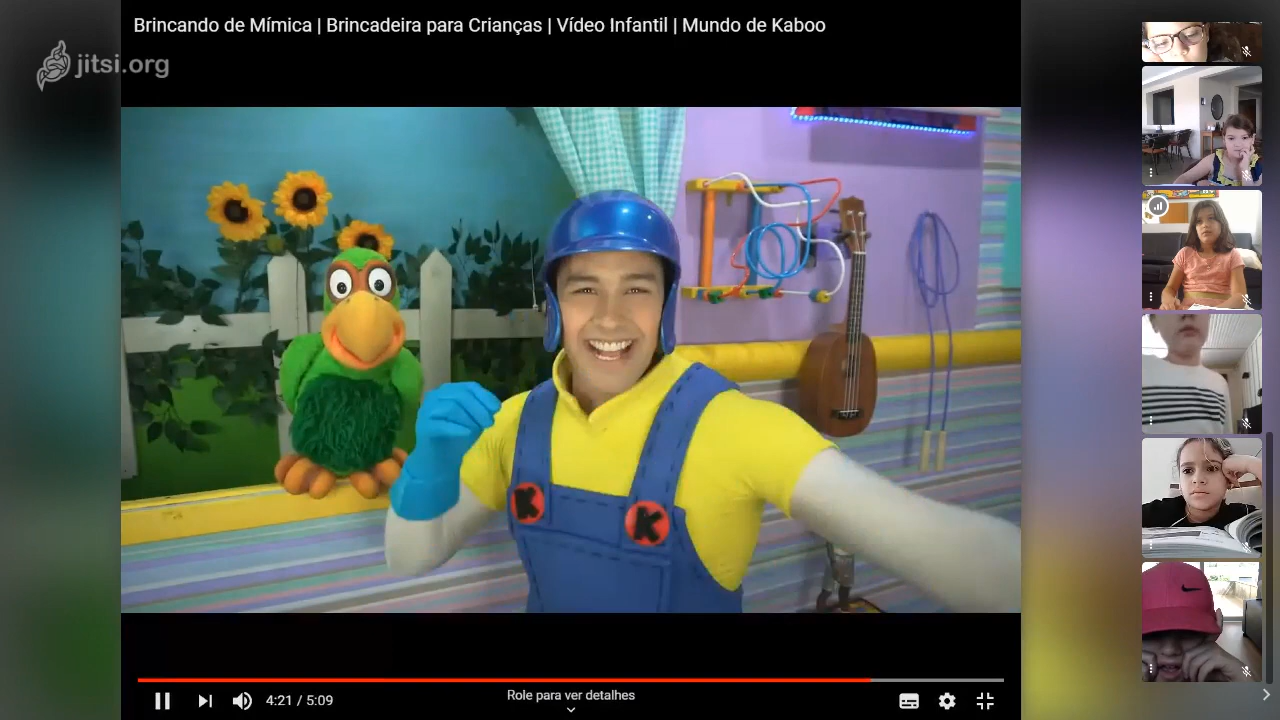 Brincando de Mímica | Brincadeira para Crianças | Vídeo Infantil | Mundo de Kaboo
jitsi.org
K K
4:21 / 5:09
Role para ver detalhes